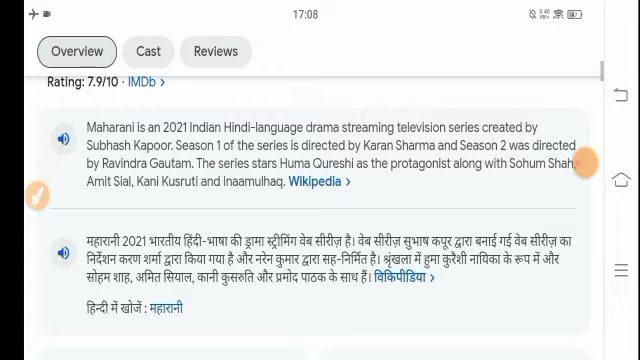 17:08
Overview
Cast
Reviews
Rating: 7.9/10 · IMDb >
Maharani is an 2021 Indian Hindi-language drama streaming television series created by
Subhash Kapoor. Season 1 of the series is directed by Karan Sharma and Season 2 was directed
by Ravindra Gautam. The series stars Huma Qureshi as the protagonist along with Sohum Shah,
Amit Sial, Kani Kusruti and Inaamulhaq. Wikipedia >
महारानी 2021 भारतीय हिंदी-भाषा की ड्रामा स्ट्रीमिंग वेब सीरीज़ है। वेब सीरीज़ सुभाष कपूर द्वारा बनाई गई वेब सीरीज़ का
निर्देशन करण शर्मा द्वारा किया गया है और नरेन कुमार द्वारा सह-निर्मित है। श्रृंखला में हुमा कुरैशी नायिका के रूप में और
सोहम शाह, अमित सियाल, कानी कुसरुति और प्रमोद पाठक के साथ हैं। विकिपीडिया >
हिन्दी में खोजें : महारानी